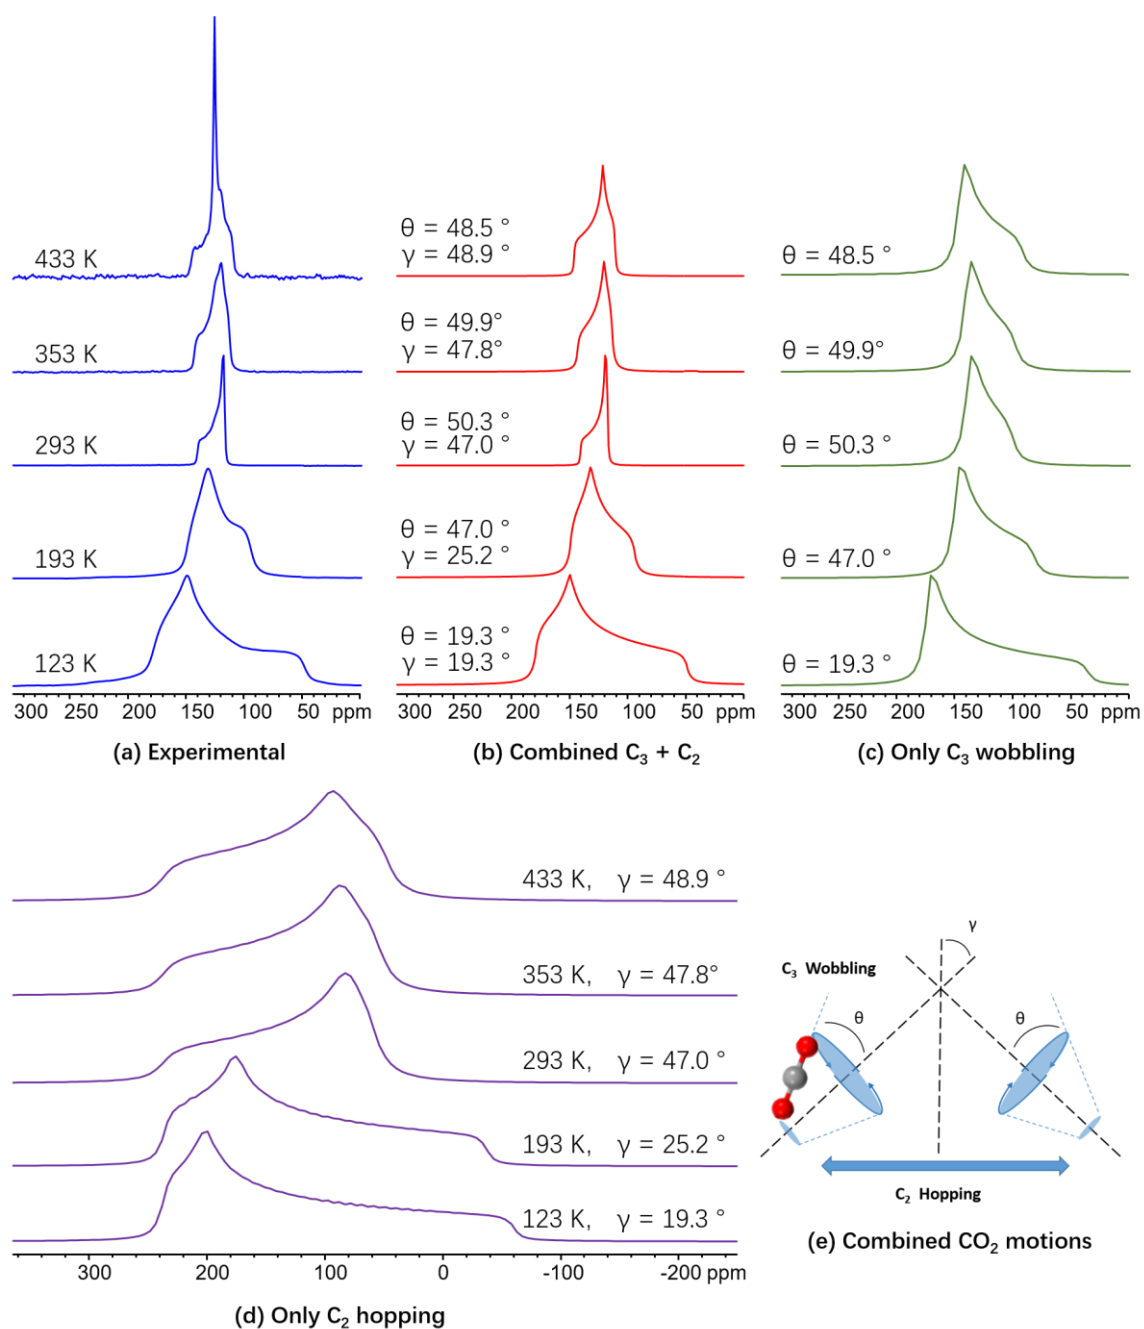 433 K
353 K
293 K
193 K
123 K
300 250 200 150 100 50 ppm
(a) Experimental
θ = 48.5 °
γ = 48.9 °
θ = 49.9°
γ = 47.8°
θ = 50.3 °
γ = 47.0 °
θ = 47.0 °
γ = 25.2 °
θ = 19.3 °
γ = 19.3 °
300 250 200 150 100 50 ppm
(b) Combined C₃ + C₂
θ = 48.5 °
θ = 49.9°
θ = 50.3 °
θ = 47.0 °
θ = 19.3 °
300 250 200 150 100 50 ppm
(c) Only C₃ wobbling
433 K, γ = 48.9 °
353 K, γ = 47.8°
293 K, γ = 47.0 °
193 K, γ = 25.2 °
123 K, γ = 19.3 °
300 200 100 0 -100 -200 ppm
(d) Only C₂ hopping
γ
C₃ Wobbling
θ θ
C₂ Hopping
(e) Combined CO₂ motions